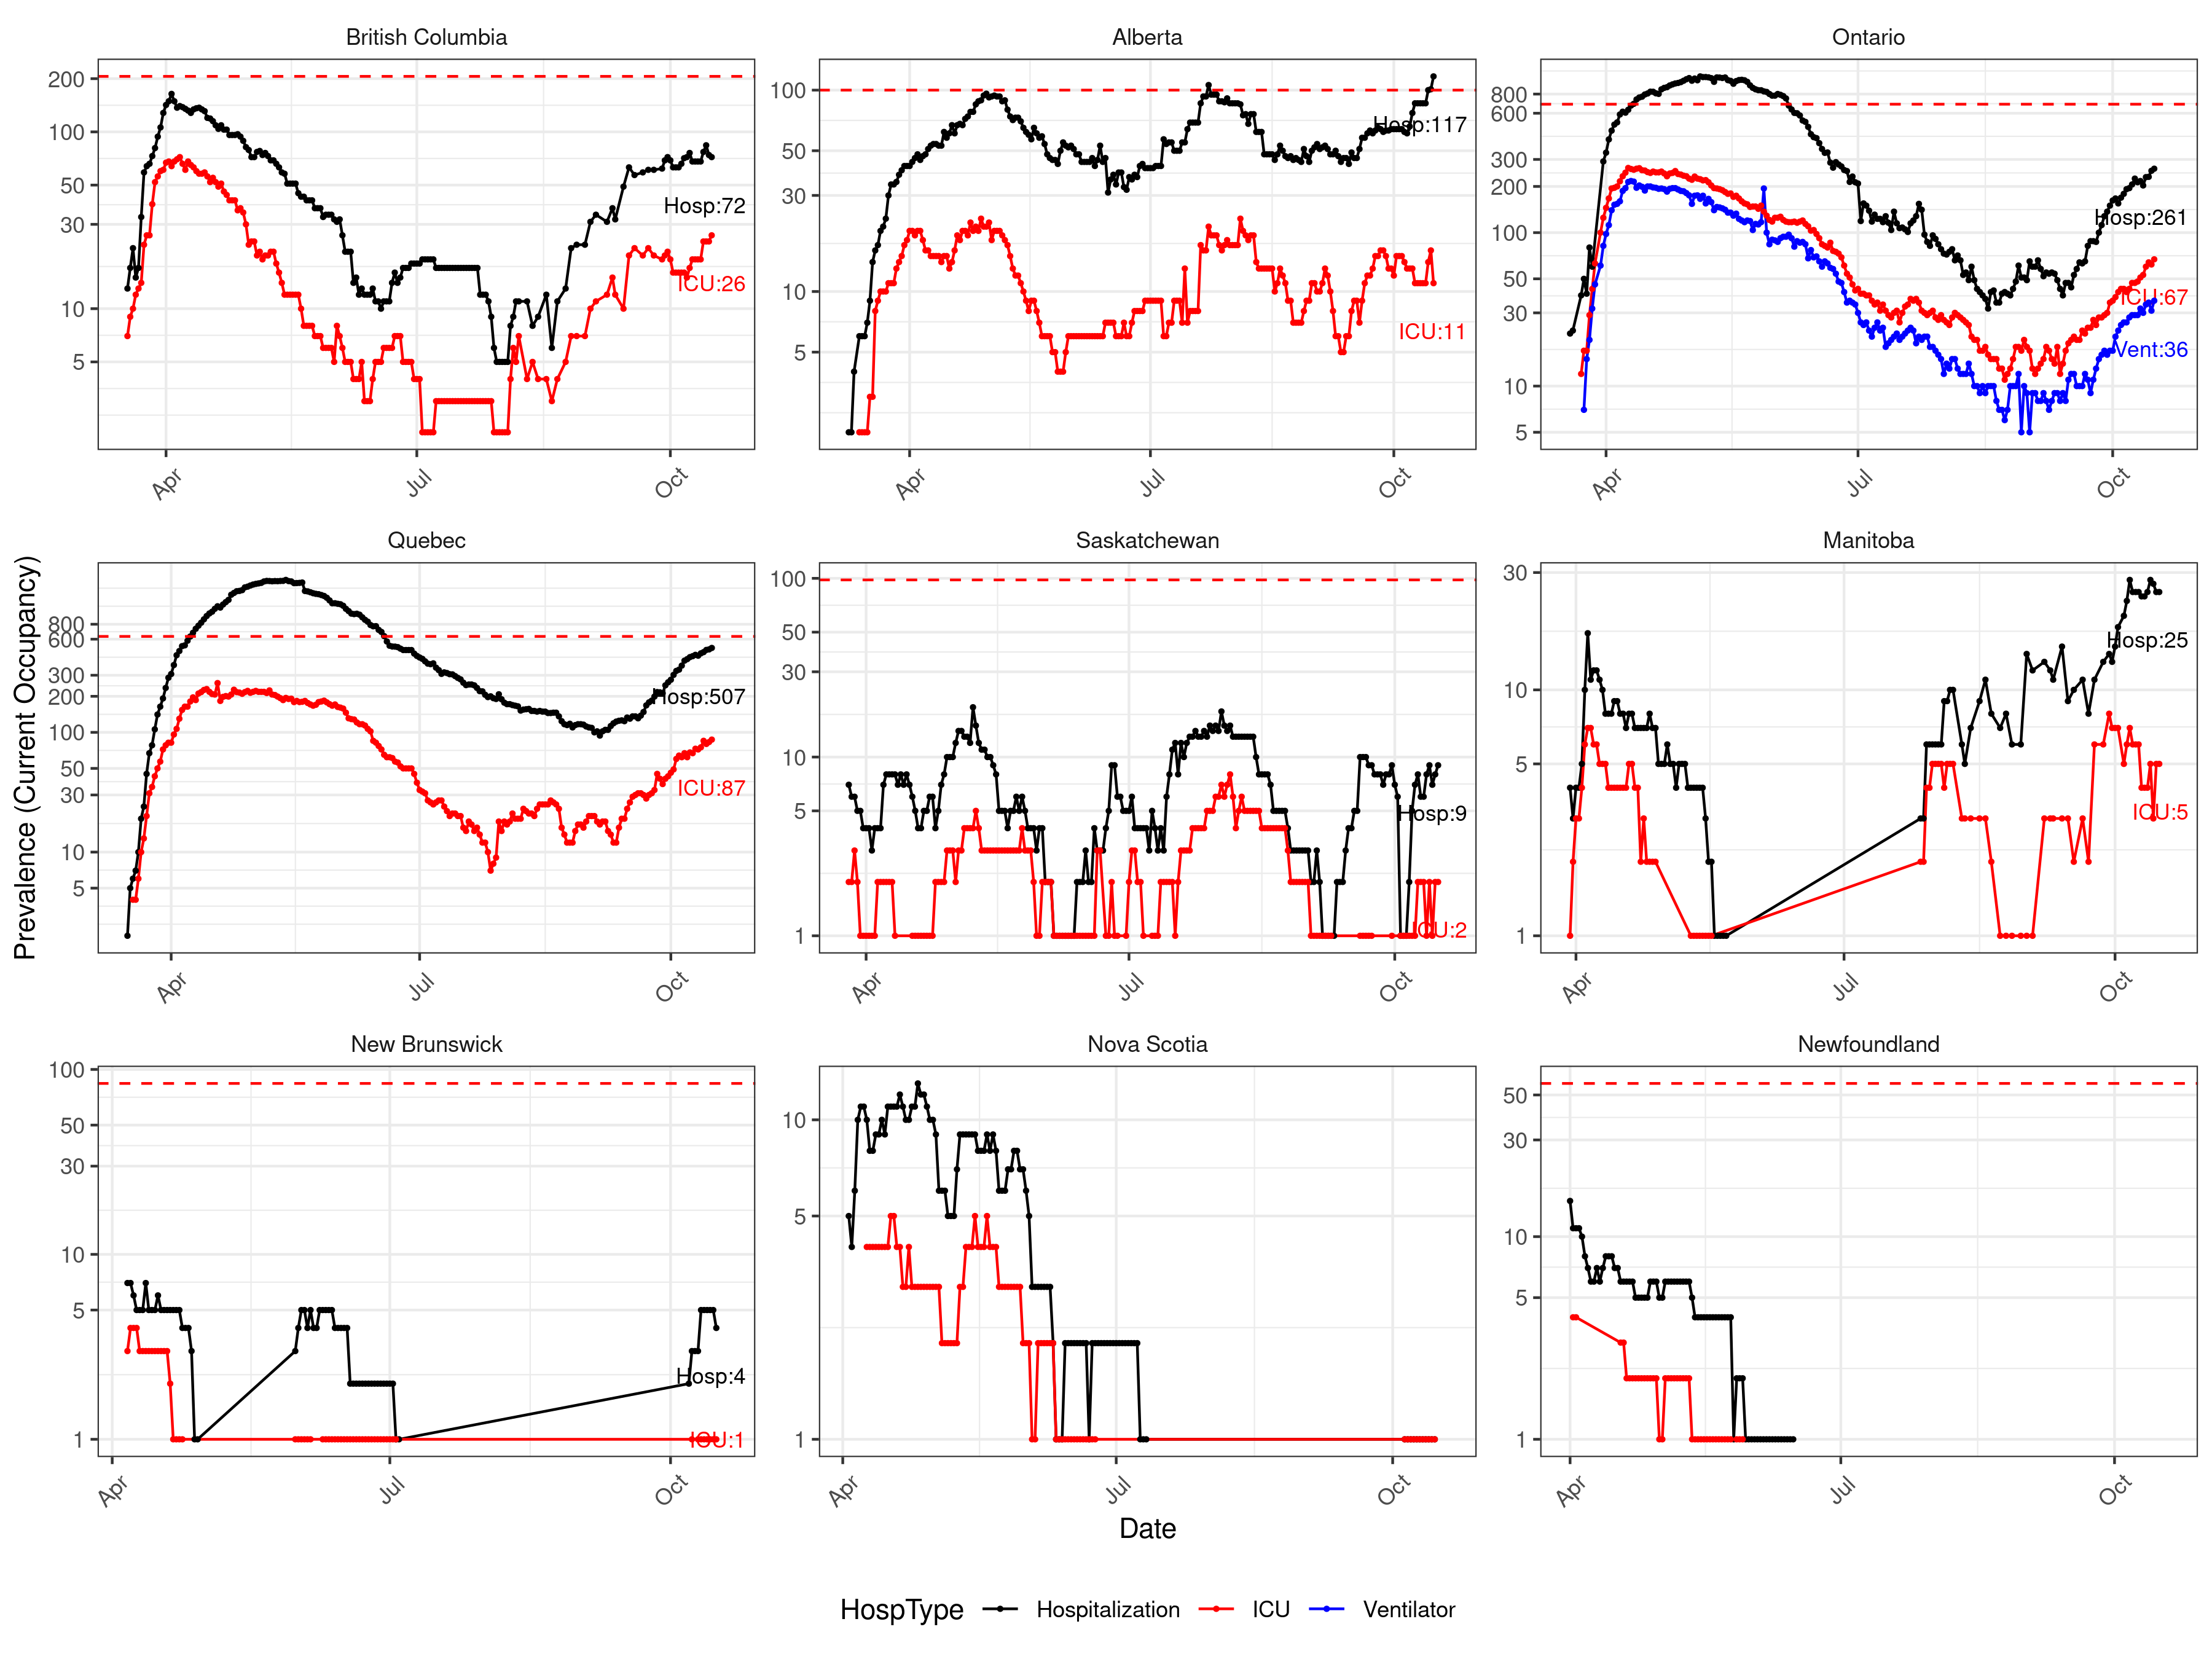 British Columbia
Alberta
Ontario
200
100
50
30
10
5
Hosp:72
ICU:26
Apr
Jul
Oct
100
50
30
10
5
Hosp:117
ICU:11
Apr
Jul
Oct
800
600
300
200
100
50
30
10
5
Hosp:261
ICU:67
Vent:36
Apr
Jul
Oct
Prevalence (Current Occupancy)
Quebec
Saskatchewan
Manitoba
800
600
300
200
100
50
30
10
5
Hosp:507
ICU:87
Apr
Jul
Oct
100
50
30
10
5
1
Hosp:9
ICU:2
Apr
Jul
Oct
30
10
5
1
Hosp:25
ICU:5
Apr
Jul
Oct
New Brunswick
Nova Scotia
Newfoundland
100
50
30
10
5
1
Hosp:4
ICU:1
Apr
Jul
Oct
10
5
1
Apr
Jul
Oct
50
30
10
5
1
Apr
Jul
Oct
Date
HospType Hospitalization ICU Ventilator